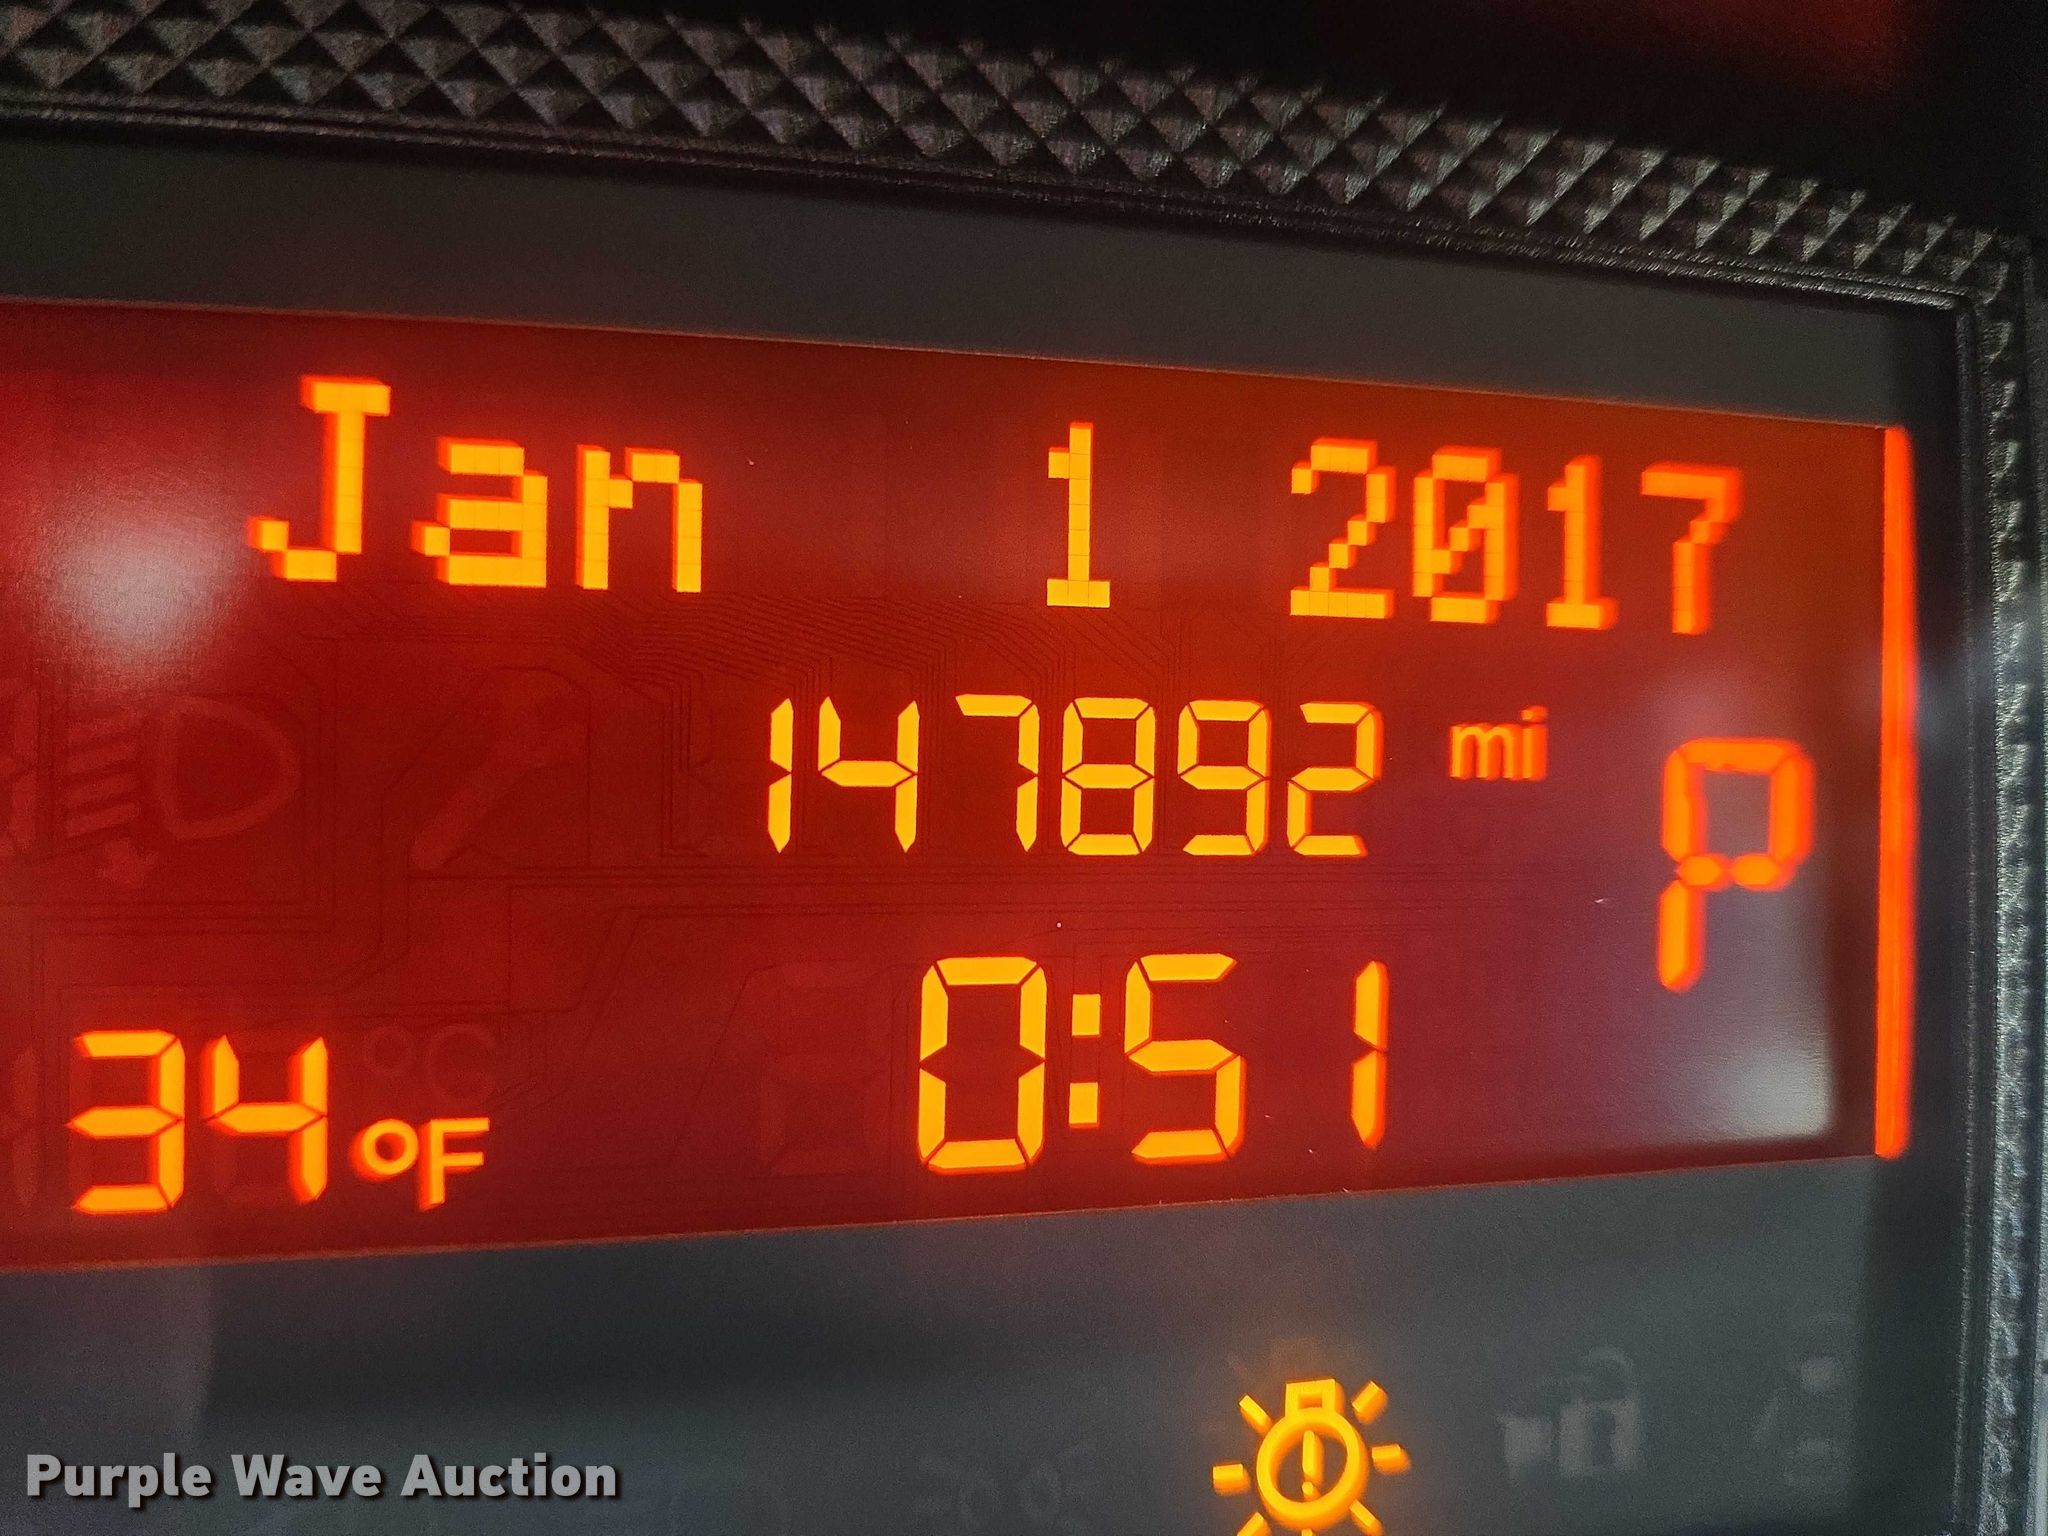 Jan 1 2017
147892 mi
P
34 °F 0:51
Purple Wave Auction